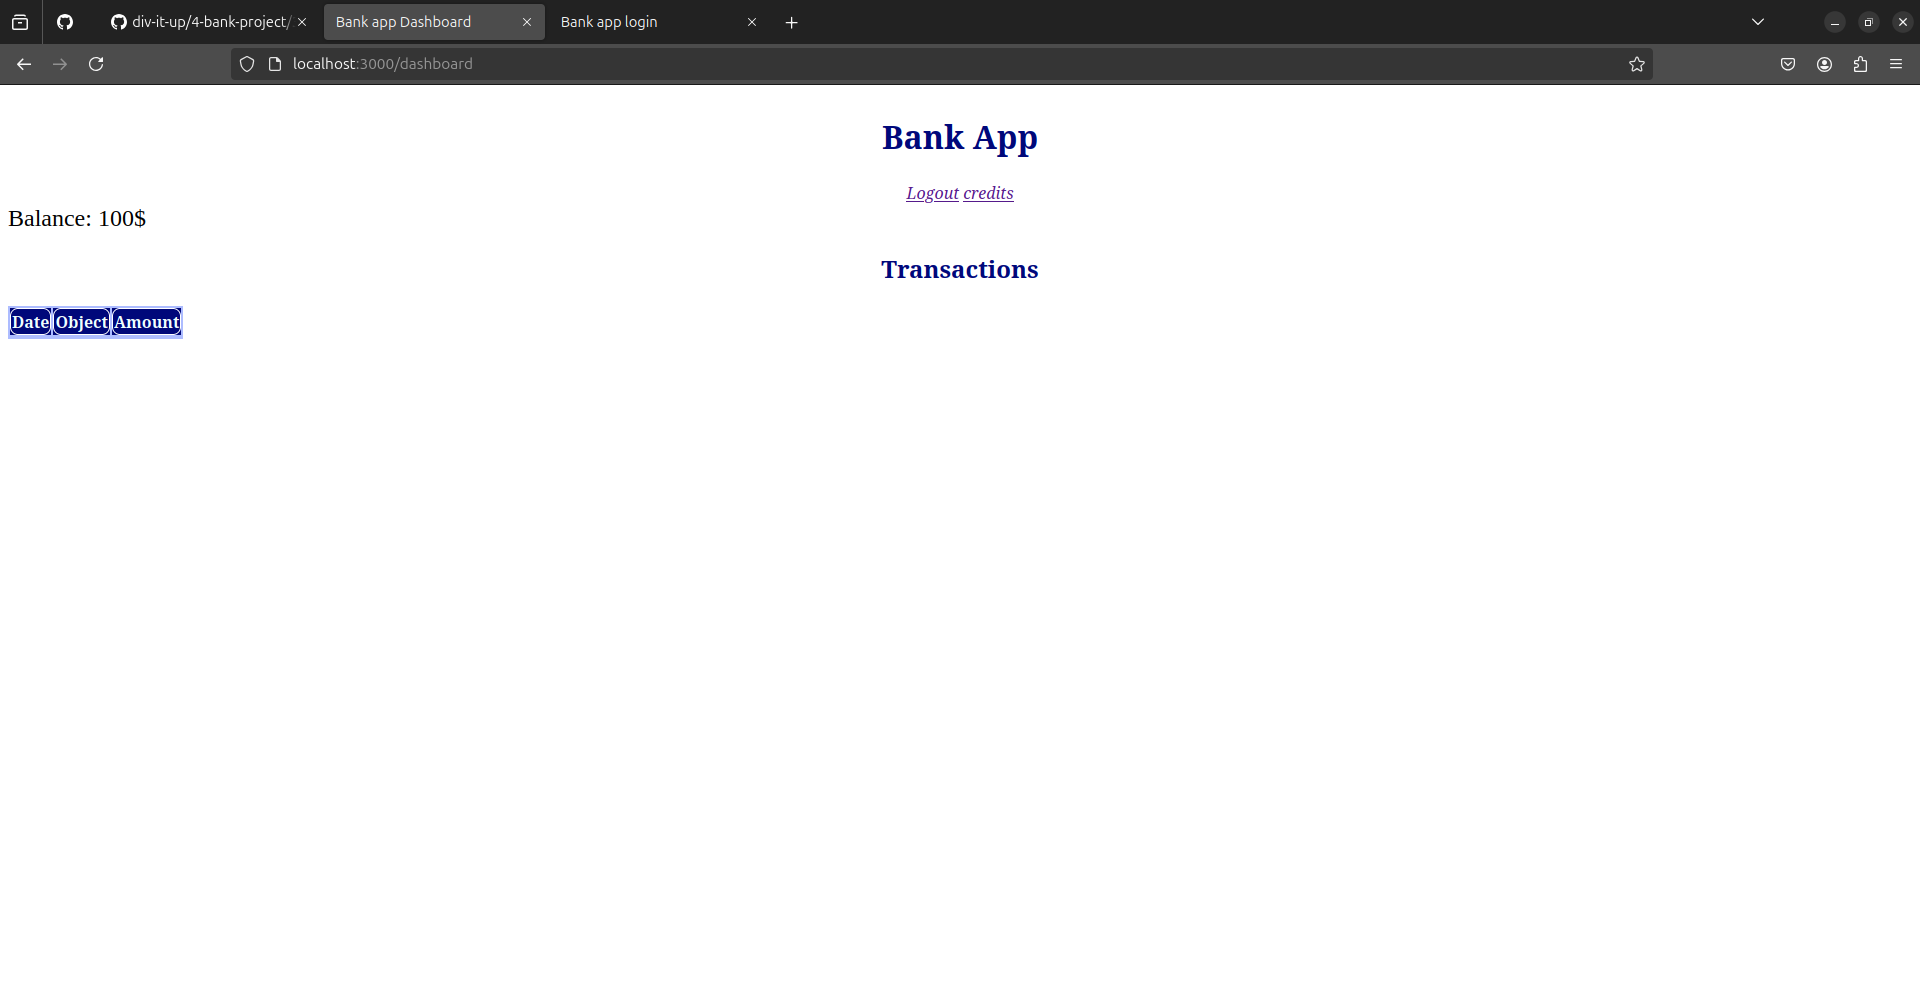 div-it-up/4-bank-project/
Bank app Dashboard
Bank app login
localhost:3000/dashboard
Bank App
Logout credits
Balance: 100$
Transactions
Date Object Amount